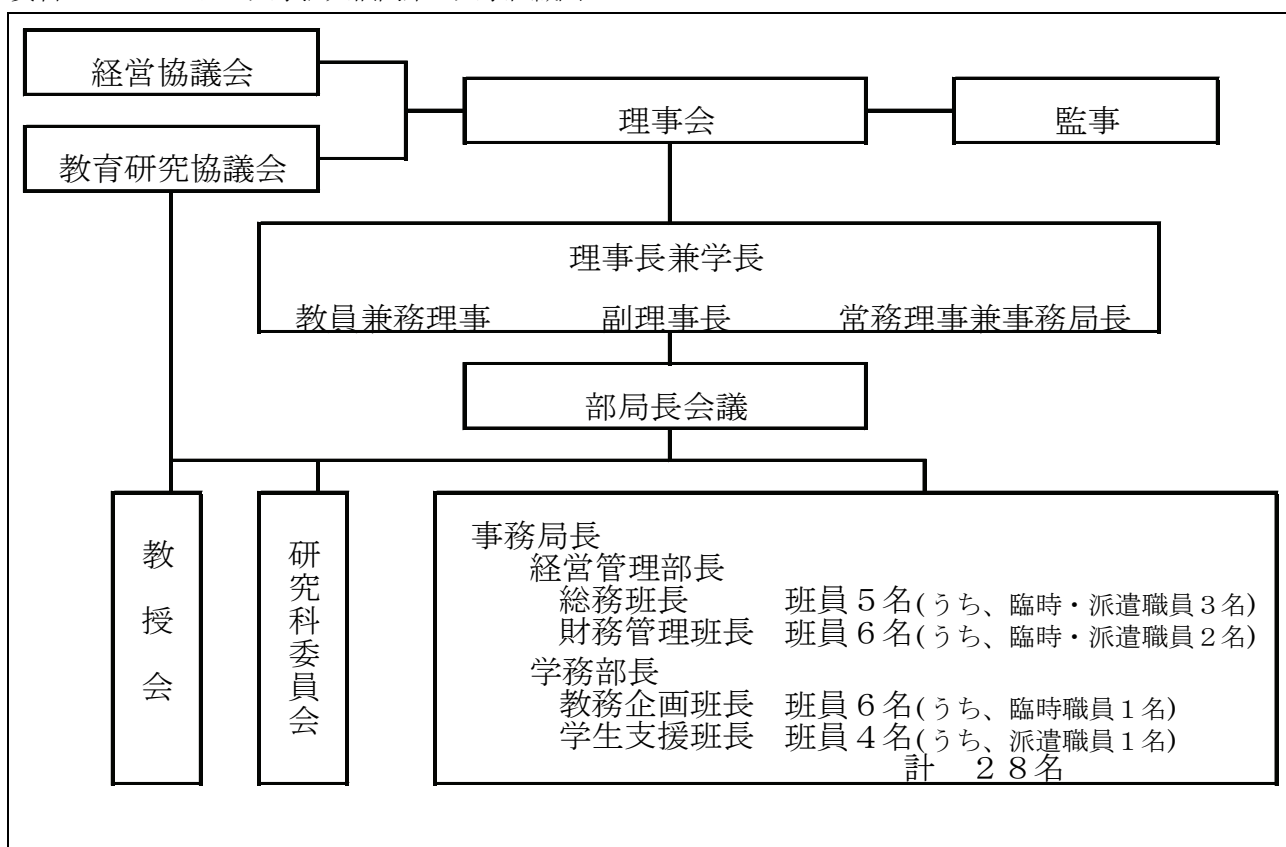 経営協議会
理事会
監事
教育研究協議会
理事長兼学長
教員兼務理事 副理事長 常務理事兼事務局長
部局長会議
教授会
研究科委員会
事務局長
経営管理部長
総務班長 班員5名(うち、臨時・派遣職員3名)
財務管理班長 班員6名(うち、臨時・派遣職員2名)
学務部長
教務企画班長 班員6名(うち、臨時職員1名)
学生支援班長 班員4名(うち、派遣職員1名)
計 28名